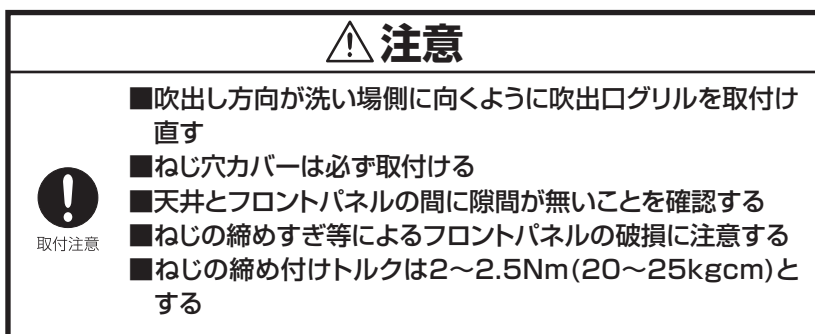 注意
■吹出し方向が洗い場側に向くように吹出口グリルを取付け
直す
■ねじ穴カバーは必ず取付ける
■天井とフロントパネルの間に隙間が無いことを確認する
取付注意
■ねじの締めすぎ等によるフロントパネルの破損に注意する
■ねじの締め付けトルクは2～2.5Nm(20～25kgcm)と
する